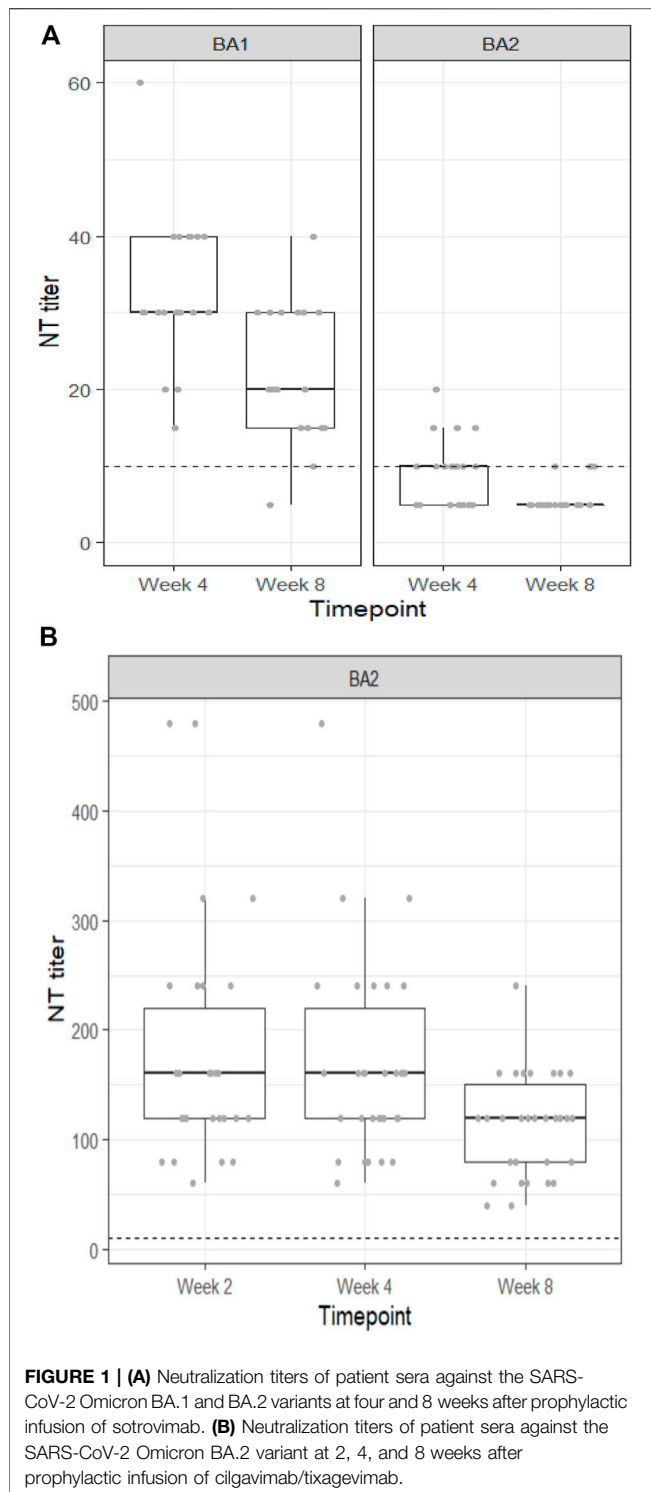 A
BA1
BA2
60
40
20
0
NT titer
Week 4
Week 8
Week 4
Week 8
Timepoint
B
BA2
500
400
300
200
100
0
NT titer
Week 2
Week 4
Week 8
Timepoint
FIGURE 1 | (A) Neutralization titers of patient sera against the SARS-
CoV-2 Omicron BA.1 and BA.2 variants at four and 8 weeks after prophylactic
infusion of sotrovimab. (B) Neutralization titers of patient sera against the
SARS-CoV-2 Omicron BA.2 variant at 2, 4, and 8 weeks after
prophylactic infusion of cilgavimab/tixagevimab.